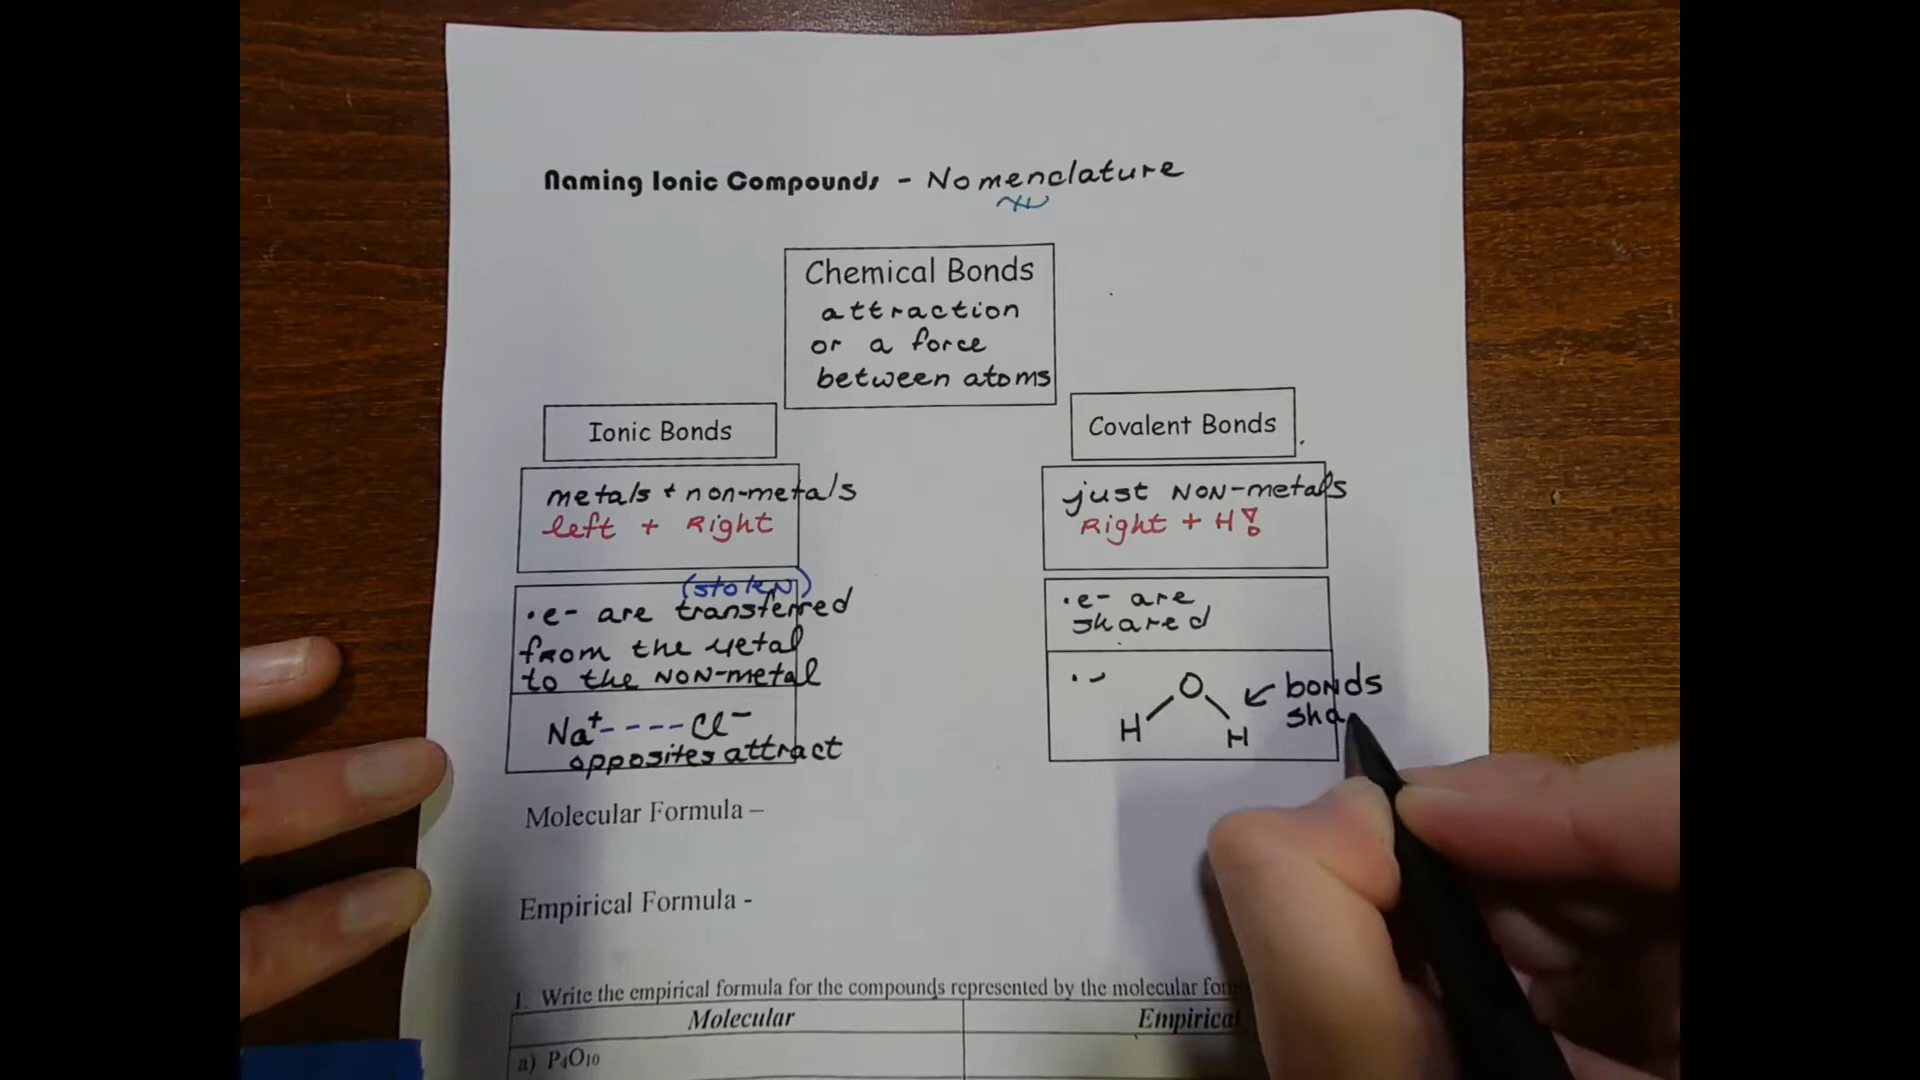 Naming Ionic Compounds - Nomenclature
Chemical Bonds
attraction
or a force
between atoms
Ionic Bonds
metals + non-metals
left + Right
(stolen)
• e- are transferred
from the metal
to the NON-metal
Na+ ---- Cl-
opposites attract
Covalent Bonds
just NON-metals
Right + H!
• e- are
shared
O
H H
bonds
sha
Molecular Formula –
Empirical Formula -
1. Write the empirical formula for the compounds represented by the molecular
Molecular Empirical
a) P4O10